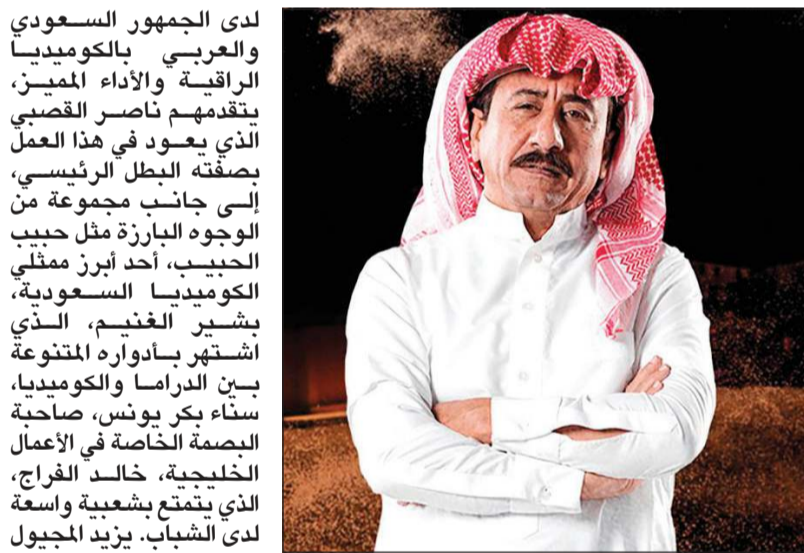 لدى الجمهور السعودي
والعربي بالكوميديا
الراقية والأداء المميز،
يتقدمهم ناصر القصبي
الذي يعود في هذا العمل
بصفته البطل الرئيسي،
إلى جانب مجموعة من
الوجوه البارزة مثل حبيب
الحبيب، أحد أبرز ممثلي
الكوميديا السعودية،
بشير الغنيم، الذي
اشتهر بأدواره المتنوعة
بين الدراما والكوميديا،
سناء بكر يونس، صاحبة
البصمة الخاصة في الأعمال
الخليجية، خالد الفراج،
الذي يتمتع بشعبية واسعة
لدى الشباب. يزيد المجيول